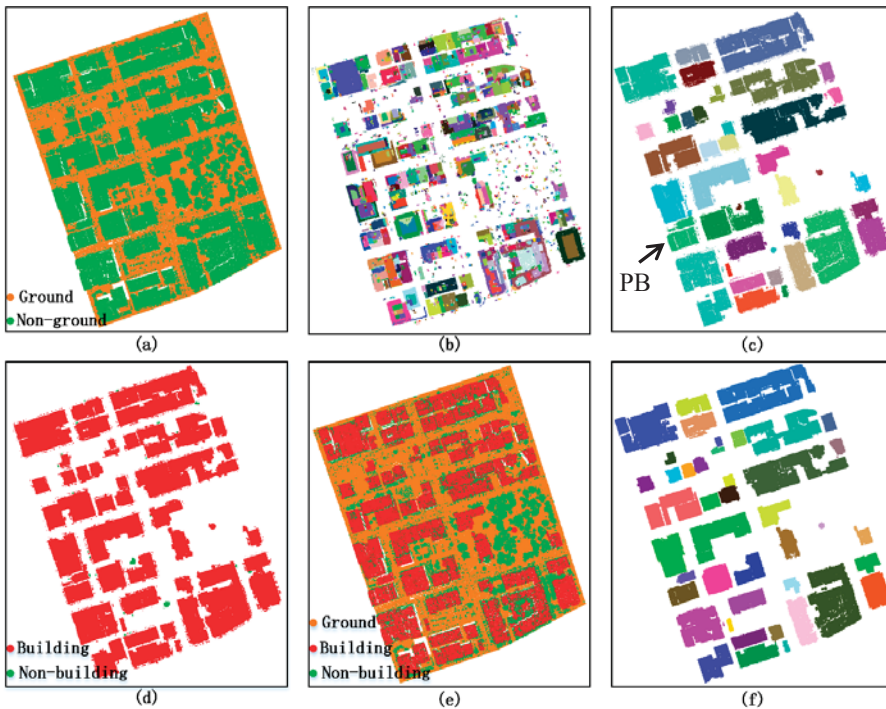 Ground
Non-ground
(a)
(b)
PB
(c)
Building
Non-building
(d)
Ground
Building
Non-building
(e)
(f)